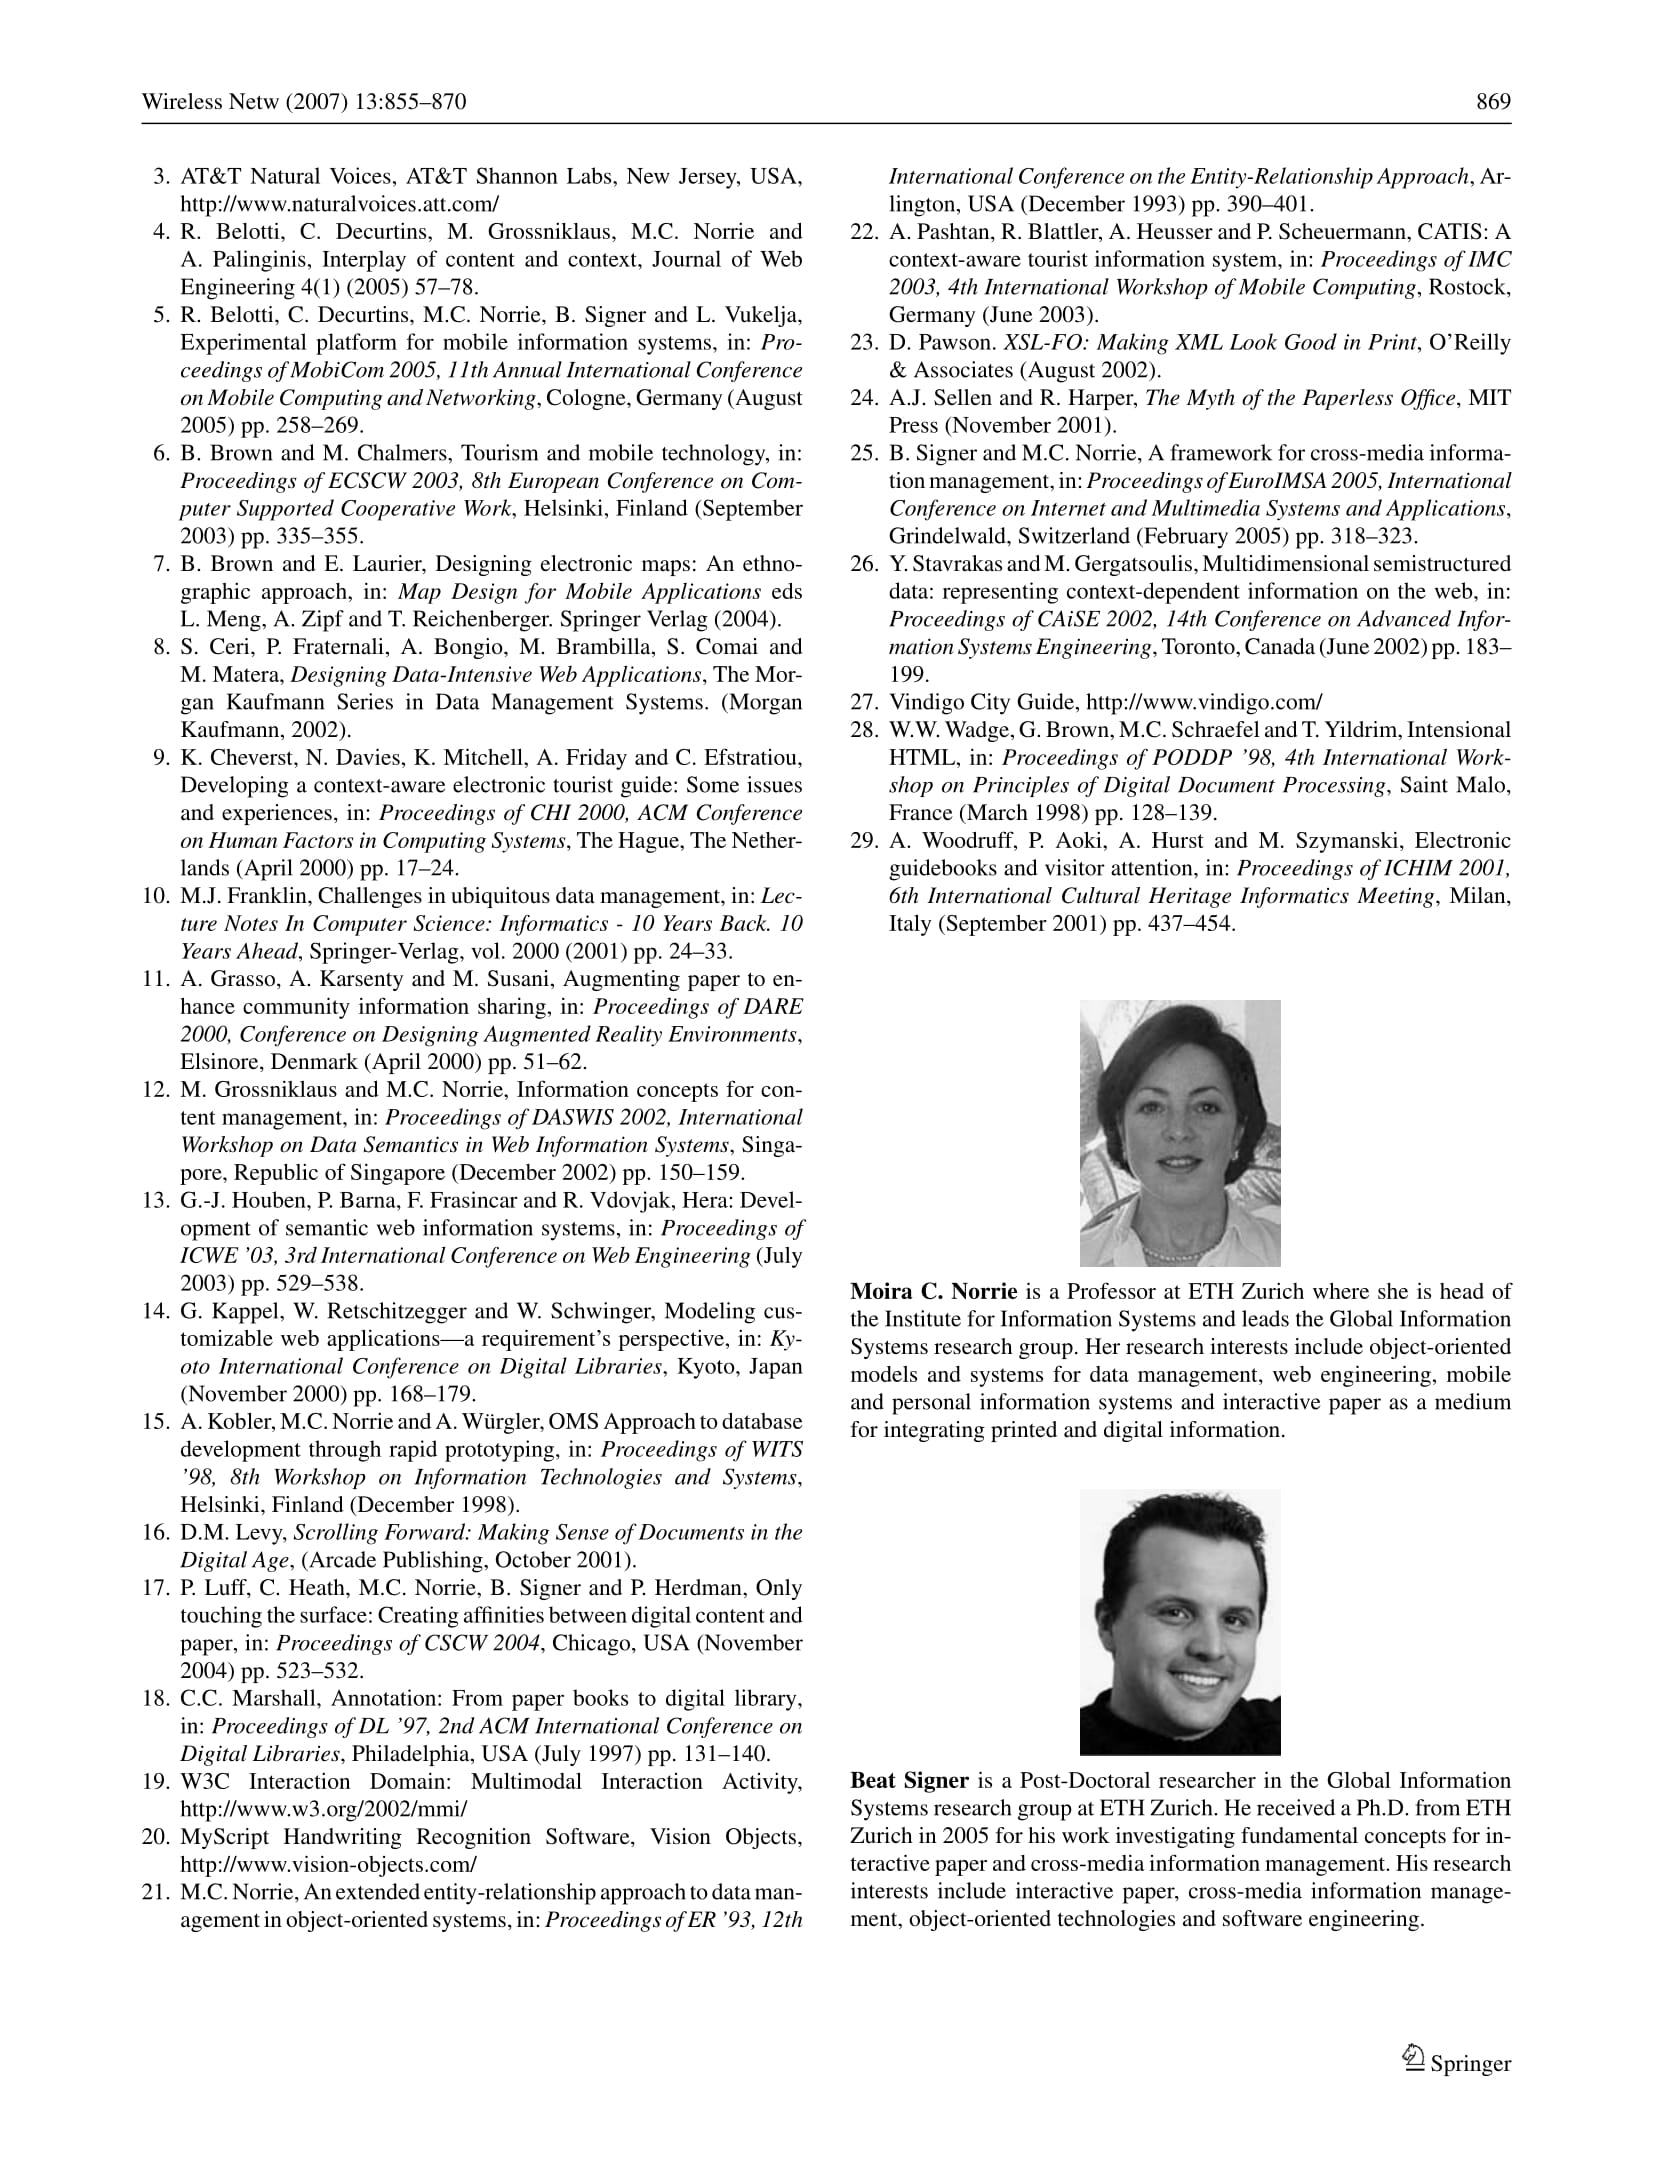 Wireless Netw (2007) 13:855–870
869
3. AT&T Natural Voices, AT&T Shannon Labs, New Jersey, USA,
http://www.naturalvoices.att.com/
4. R. Belotti, C. Decurtins, M. Grossniklaus, M.C. Norrie and
A. Palinginis, Interplay of content and context, Journal of Web
Engineering 4(1) (2005) 57–78.
5. R. Belotti, C. Decurtins, M.C. Norrie, B. Signer and L. Vukelja,
Experimental platform for mobile information systems, in: Pro-
ceedings of MobiCom 2005, 11th Annual International Conference
on Mobile Computing and Networking, Cologne, Germany (August
2005) pp. 258–269.
6. B. Brown and M. Chalmers, Tourism and mobile technology, in:
Proceedings of ECSCW 2003, 8th European Conference on Com-
puter Supported Cooperative Work, Helsinki, Finland (September
2003) pp. 335–355.
7. B. Brown and E. Laurier, Designing electronic maps: An ethno-
graphic approach, in: Map Design for Mobile Applications eds
L. Meng, A. Zipf and T. Reichenberger. Springer Verlag (2004).
8. S. Ceri, P. Fraternali, A. Bongio, M. Brambilla, S. Comai and
M. Matera, Designing Data-Intensive Web Applications, The Mor-
gan Kaufmann Series in Data Management Systems. (Morgan
Kaufmann, 2002).
9. K. Cheverst, N. Davies, K. Mitchell, A. Friday and C. Efstratiou,
Developing a context-aware electronic tourist guide: Some issues
and experiences, in: Proceedings of CHI 2000, ACM Conference
on Human Factors in Computing Systems, The Hague, The Nether-
lands (April 2000) pp. 17–24.
10. M.J. Franklin, Challenges in ubiquitous data management, in: Lec-
ture Notes In Computer Science: Informatics - 10 Years Back. 10
Years Ahead, Springer-Verlag, vol. 2000 (2001) pp. 24–33.
11. A. Grasso, A. Karsenty and M. Susani, Augmenting paper to en-
hance community information sharing, in: Proceedings of DARE
2000, Conference on Designing Augmented Reality Environments,
Elsinore, Denmark (April 2000) pp. 51–62.
12. M. Grossniklaus and M.C. Norrie, Information concepts for con-
tent management, in: Proceedings of DASWIS 2002, International
Workshop on Data Semantics in Web Information Systems, Singa-
pore, Republic of Singapore (December 2002) pp. 150–159.
13. G.-J. Houben, P. Barna, F. Frasincar and R. Vdovjak, Hera: Devel-
opment of semantic web information systems, in: Proceedings of
ICWE ’03, 3rd International Conference on Web Engineering (July
2003) pp. 529–538.
14. G. Kappel, W. Retschitzegger and W. Schwinger, Modeling cus-
tomizable web applications—a requirement’s perspective, in: Ky-
oto International Conference on Digital Libraries, Kyoto, Japan
(November 2000) pp. 168–179.
15. A. Kobler, M.C. Norrie and A. Würgler, OMS Approach to database
development through rapid prototyping, in: Proceedings of WITS
’98, 8th Workshop on Information Technologies and Systems,
Helsinki, Finland (December 1998).
16. D.M. Levy, Scrolling Forward: Making Sense of Documents in the
Digital Age, (Arcade Publishing, October 2001).
17. P. Luff, C. Heath, M.C. Norrie, B. Signer and P. Herdman, Only
touching the surface: Creating affinities between digital content and
paper, in: Proceedings of CSCW 2004, Chicago, USA (November
2004) pp. 523–532.
18. C.C. Marshall, Annotation: From paper books to digital library,
in: Proceedings of DL ’97, 2nd ACM International Conference on
Digital Libraries, Philadelphia, USA (July 1997) pp. 131–140.
19. W3C Interaction Domain: Multimodal Interaction Activity,
http://www.w3.org/2002/mmi/
20. MyScript Handwriting Recognition Software, Vision Objects,
http://www.vision-objects.com/
21. M.C. Norrie, An extended entity-relationship approach to data man-
agement in object-oriented systems, in: Proceedings of ER ’93, 12th
International Conference on the Entity-Relationship Approach, Ar-
lington, USA (December 1993) pp. 390–401.
22. A. Pashtan, R. Blattler, A. Heusser and P. Scheuermann, CATIS: A
context-aware tourist information system, in: Proceedings of IMC
2003, 4th International Workshop of Mobile Computing, Rostock,
Germany (June 2003).
23. D. Pawson. XSL-FO: Making XML Look Good in Print, O’Reilly
& Associates (August 2002).
24. A.J. Sellen and R. Harper, The Myth of the Paperless Office, MIT
Press (November 2001).
25. B. Signer and M.C. Norrie, A framework for cross-media informa-
tion management, in: Proceedings of EuroIMSA 2005, International
Conference on Internet and Multimedia Systems and Applications,
Grindelwald, Switzerland (February 2005) pp. 318–323.
26. Y. Stavrakas and M. Gergatsoulis, Multidimensional semistructured
data: representing context-dependent information on the web, in:
Proceedings of CAiSE 2002, 14th Conference on Advanced Infor-
mation Systems Engineering, Toronto, Canada (June 2002) pp. 183–
199.
27. Vindigo City Guide, http://www.vindigo.com/
28. W.W. Wadge, G. Brown, M.C. Schraefel and T. Yildrim, Intensional
HTML, in: Proceedings of PODDP ’98, 4th International Work-
shop on Principles of Digital Document Processing, Saint Malo,
France (March 1998) pp. 128–139.
29. A. Woodruff, P. Aoki, A. Hurst and M. Szymanski, Electronic
guidebooks and visitor attention, in: Proceedings of ICHIM 2001,
6th International Cultural Heritage Informatics Meeting, Milan,
Italy (September 2001) pp. 437–454.
Moira C. Norrie is a Professor at ETH Zurich where she is head of
the Institute for Information Systems and leads the Global Information
Systems research group. Her research interests include object-oriented
models and systems for data management, web engineering, mobile
and personal information systems and interactive paper as a medium
for integrating printed and digital information.
Beat Signer is a Post-Doctoral researcher in the Global Information
Systems research group at ETH Zurich. He received a Ph.D. from ETH
Zurich in 2005 for his work investigating fundamental concepts for in-
teractive paper and cross-media information management. His research
interests include interactive paper, cross-media information manage-
ment, object-oriented technologies and software engineering.
Springer